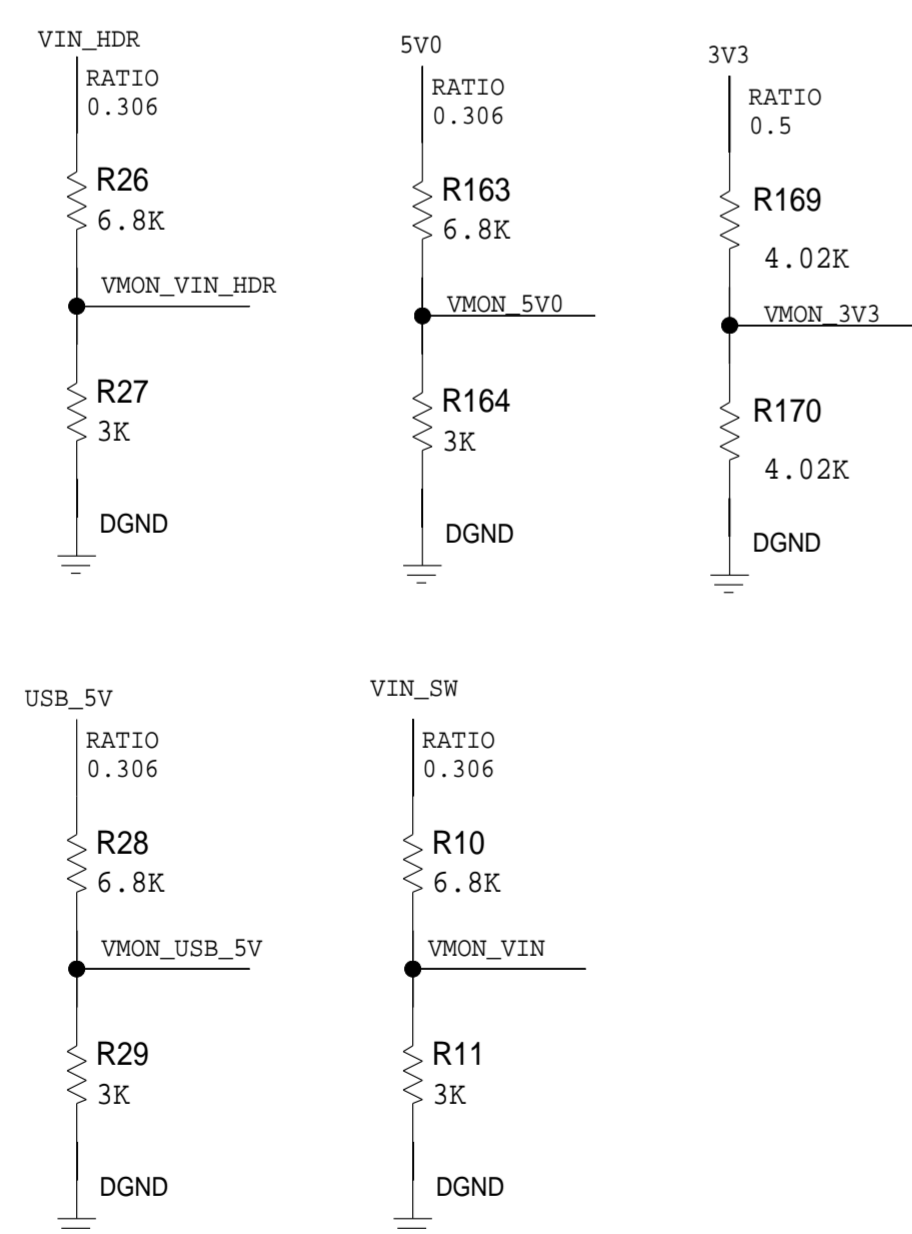 VIN_HDR
RATIO
0.306
R26
6.8K
VMON_VIN_HDR
R27
3K
DGND
5V0
RATIO
0.306
R163
6.8K
VMON_5V0
R164
3K
DGND
3V3
RATIO
0.5
R169
4.02K
VMON_3V3
R170
4.02K
DGND
USB_5V
RATIO
0.306
R28
6.8K
VMON_USB_5V
R29
3K
DGND
VIN_SW
RATIO
0.306
R10
6.8K
VMON_VIN
R11
3K
DGND